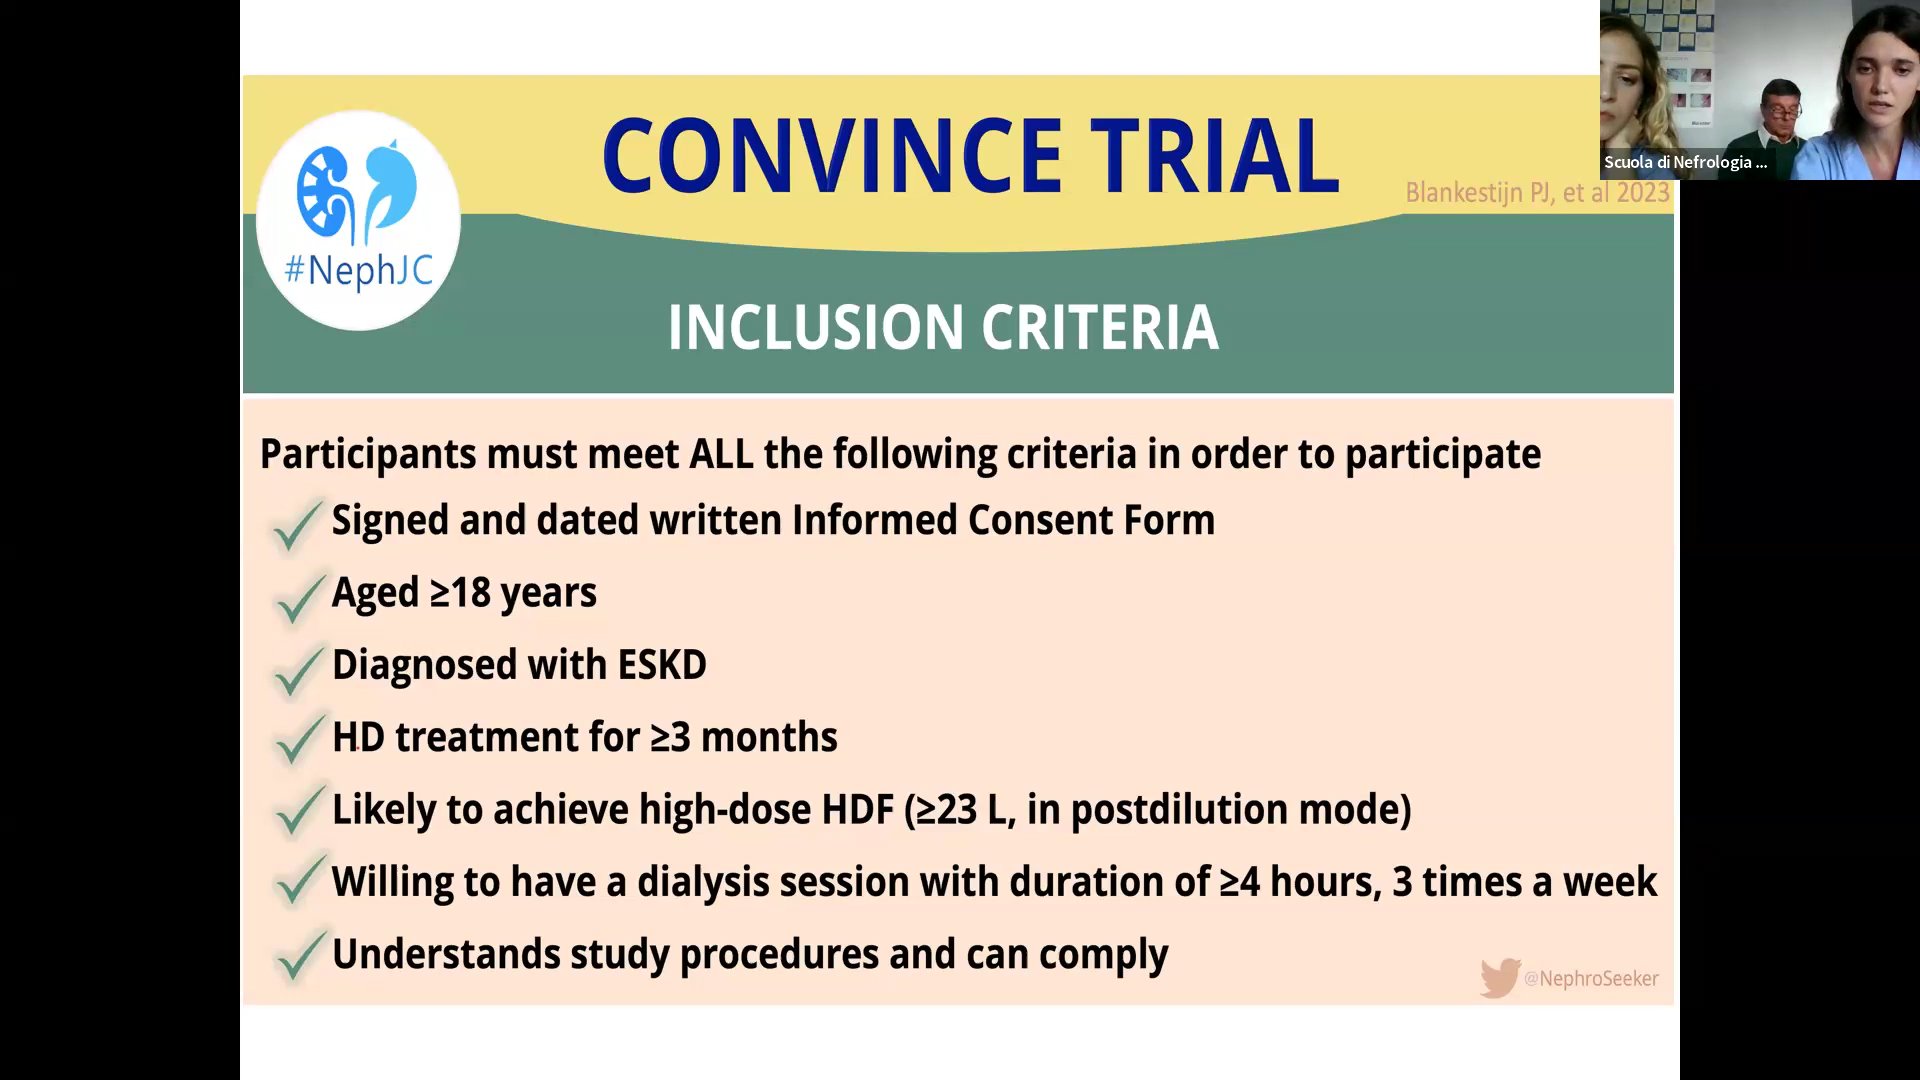 CONVINCE TRIAL
Scuola di Nefrologia ...
Blankestijn PJ, et al 2023
#NephJC
INCLUSION CRITERIA
Participants must meet ALL the following criteria in order to participate
Signed and dated written Informed Consent Form
Aged ≥18 years
Diagnosed with ESKD
HD treatment for ≥3 months
Likely to achieve high-dose HDF (≥23 L, in postdilution mode)
Willing to have a dialysis session with duration of ≥4 hours, 3 times a week
Understands study procedures and can comply
@NephroSeeker